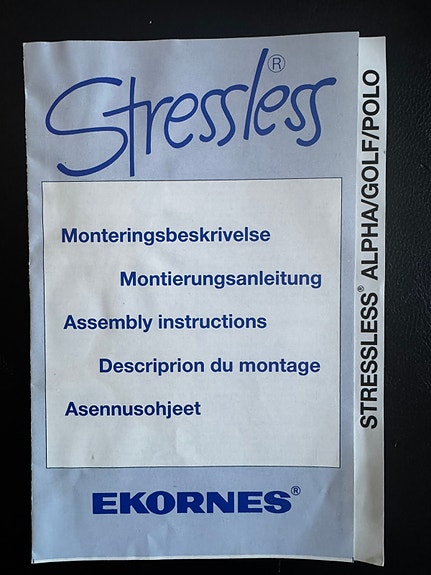 Stressless®
Monteringsbeskrivelse
Montierungsanleitung
Assembly instructions
Descriprion du montage
Asennusohjeet
EKORNES®
STRESSLESS® ALPHA/GOLF/POLO